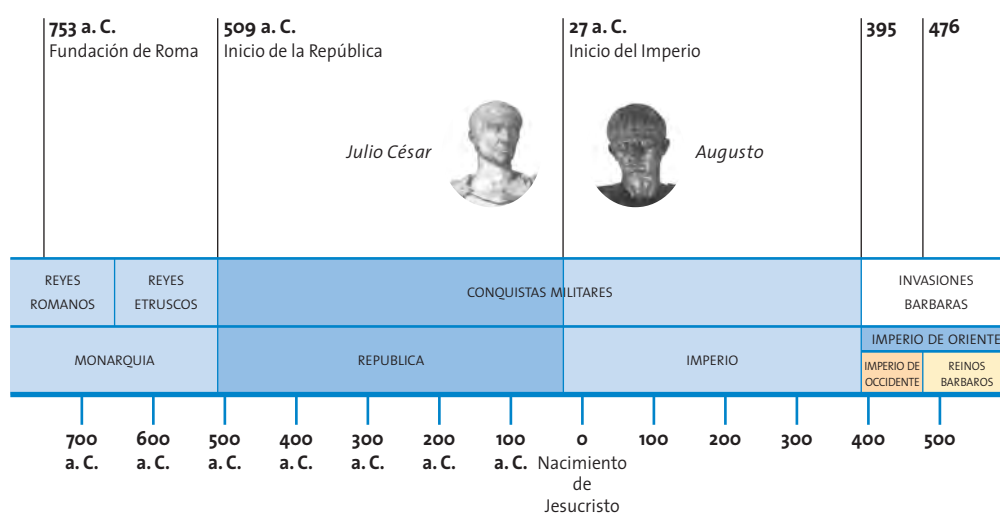 753 a. C.
Fundación de Roma
509 a. C.
Inicio de la República
27 a. C.
Inicio del Imperio
395
476
Julio César
Augusto
REYES
ROMANOS
REYES
ETRUSCOS
CONQUISTAS MILITARES
INVASIONES
BARBARAS
MONARQUIA
REPUBLICA
IMPERIO
IMPERIO DE ORIENTE
IMPERIO DE
OCCIDENTE
REINOS
BARBAROS
700
a. C.
600
a. C.
500
a. C.
400
a. C.
300
a. C.
200
a. C.
100
a. C.
0
Nacimiento
de
Jesucristo
100
200
300
400
500